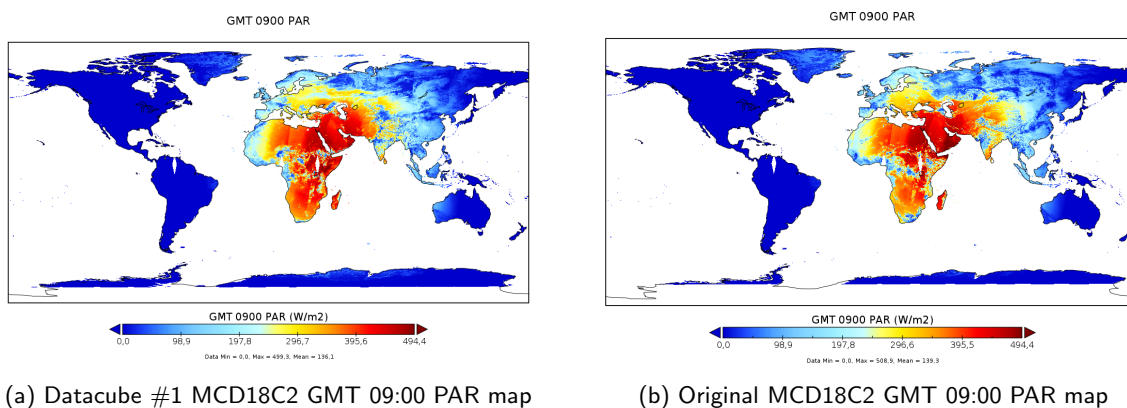 GMT 0900 PAR
GMT 0900 PAR (W/m2)
0,0 98,9 197,8 296,6 395,5 494,4
Data Min = 0,0, Max = 499,3, Mean = 136,1
(a) Datacube #1 MCD18C2 GMT 09:00 PAR map
GMT 0900 PAR
GMT 0900 PAR (W/m2)
0,0 98,9 197,8 296,6 395,5 494,4
Data Min = 0,0, Max = 508,9, Mean = 139,3
(b) Original MCD18C2 GMT 09:00 PAR map